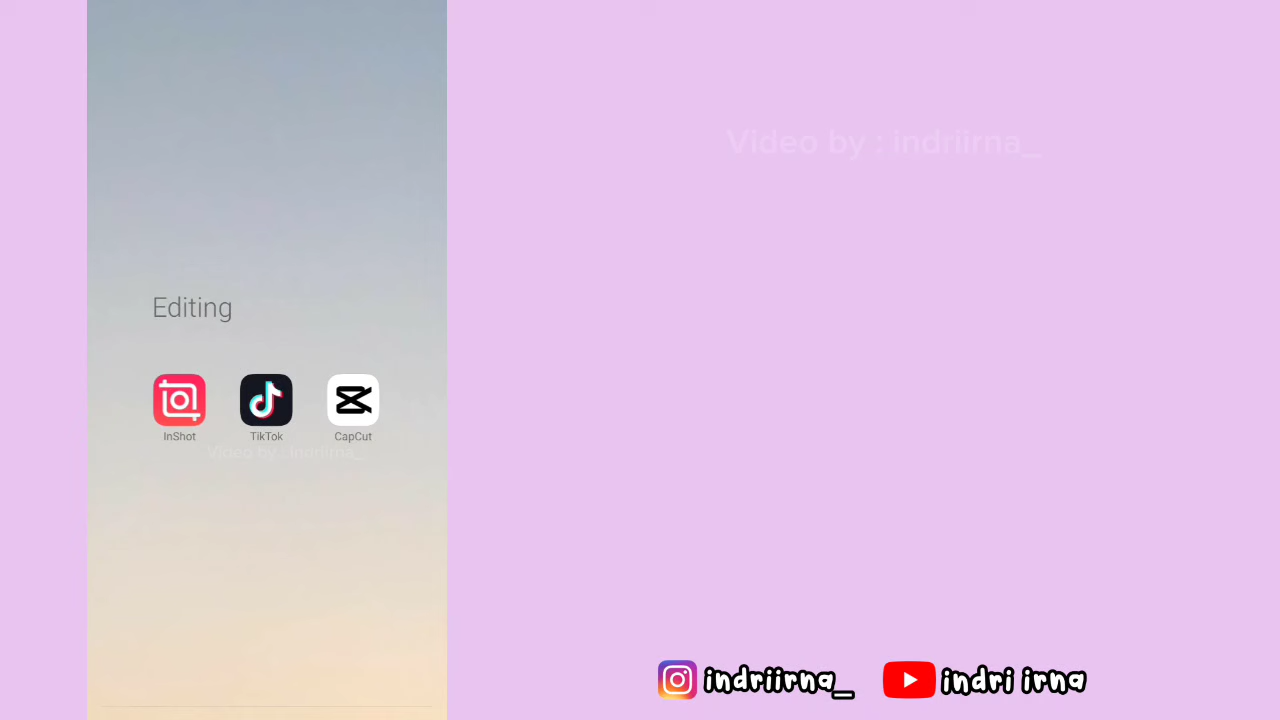 Video by : indriirna_
Editing
InShot
TikTok
CapCut
Video by : indriirna_
indriirna_
indri irna